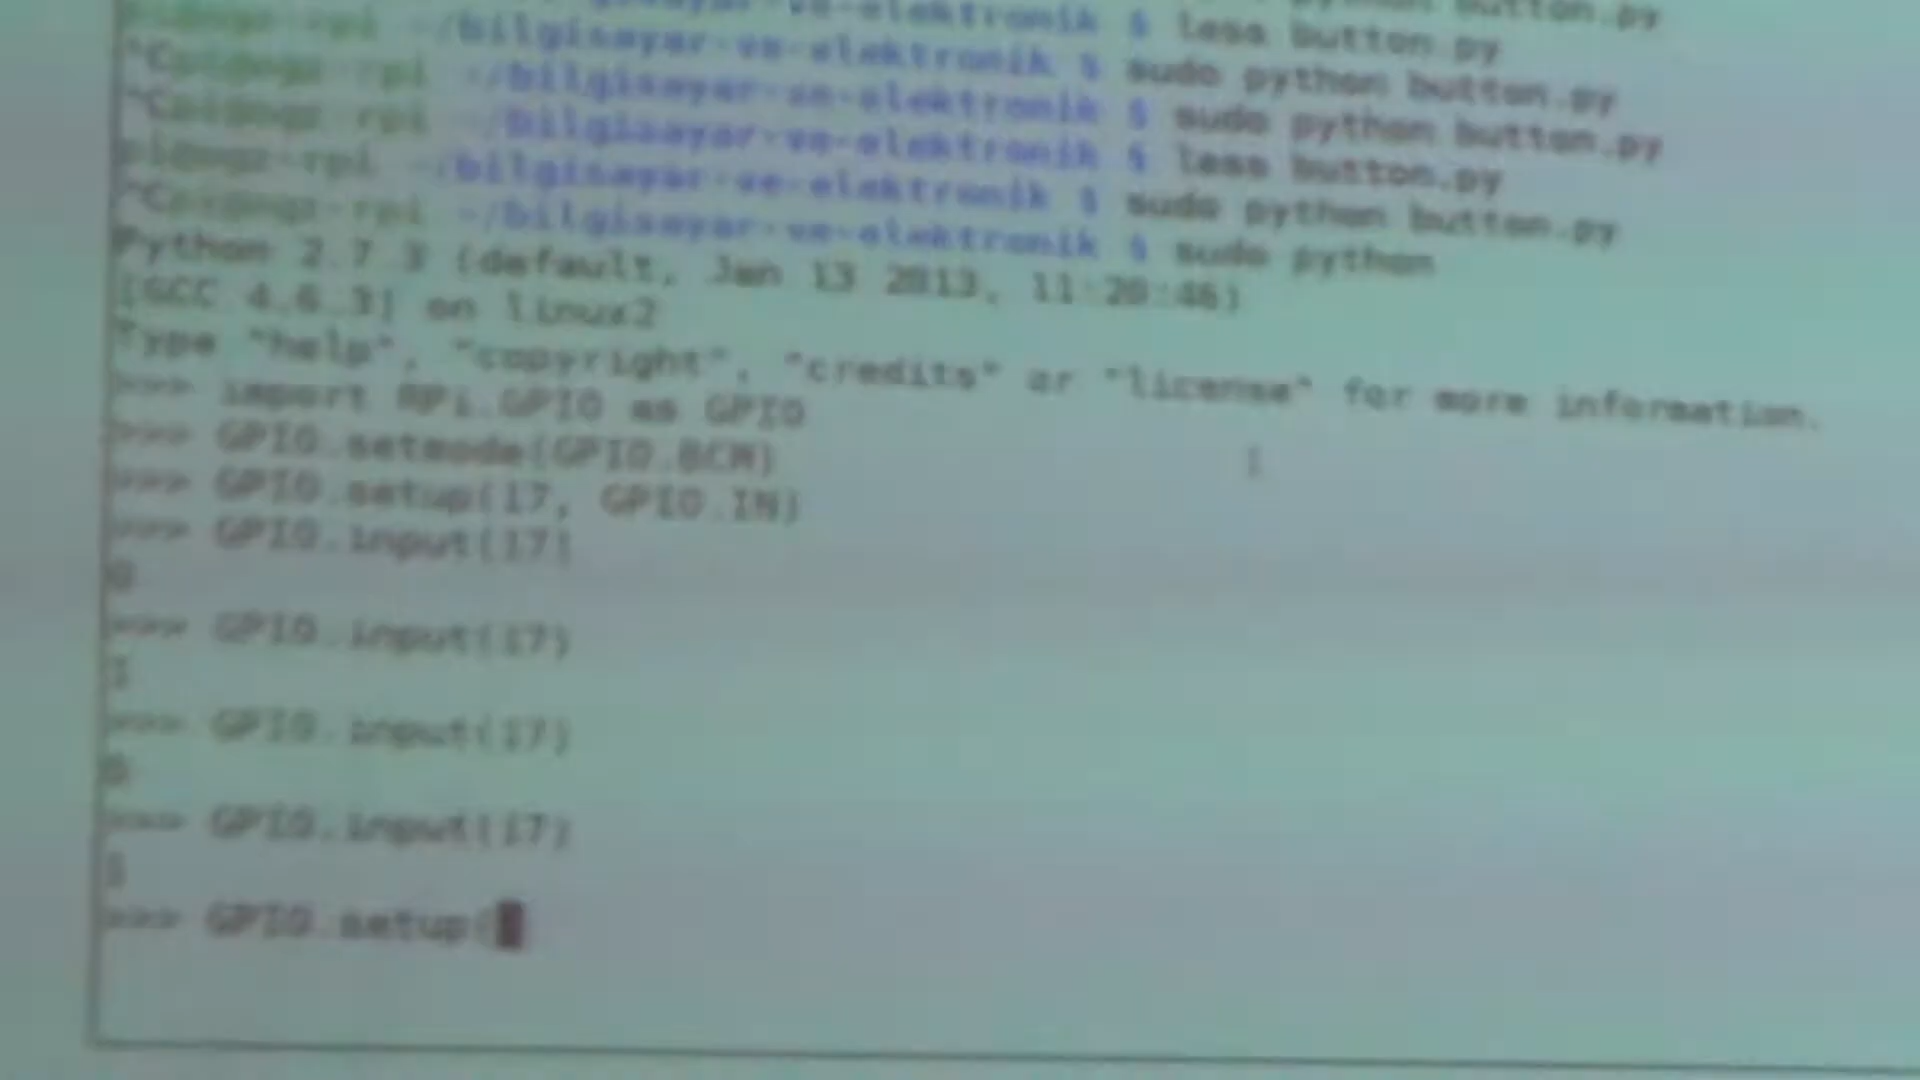 python button.py
~/bilgisayar-ve-elektronik $ less button.py
~/bilgisayar-ve-elektronik $ sudo python button.py
~/bilgisayar-ve-elektronik $ sudo python button.py
~/bilgisayar-ve-elektronik $ less button.py
~/bilgisayar-ve-elektronik $ sudo python button.py
~/bilgisayar-ve-elektronik $ sudo python
Python 2.7.3 (default, Jan 13 2013, 11:20:46)
[GCC 4.6.3] on linux2
Type "help", "copyright", "credits" or "license" for more information.
>>> import RPi.GPIO as GPIO
>>> GPIO.setmode(GPIO.BCM)
>>> GPIO.setup(17, GPIO.IN)
>>> GPIO.input(17)
0
>>> GPIO.input(17)
1
>>> GPIO.input(17)
0
>>> GPIO.input(17)
1
>>> GPIO.setup(